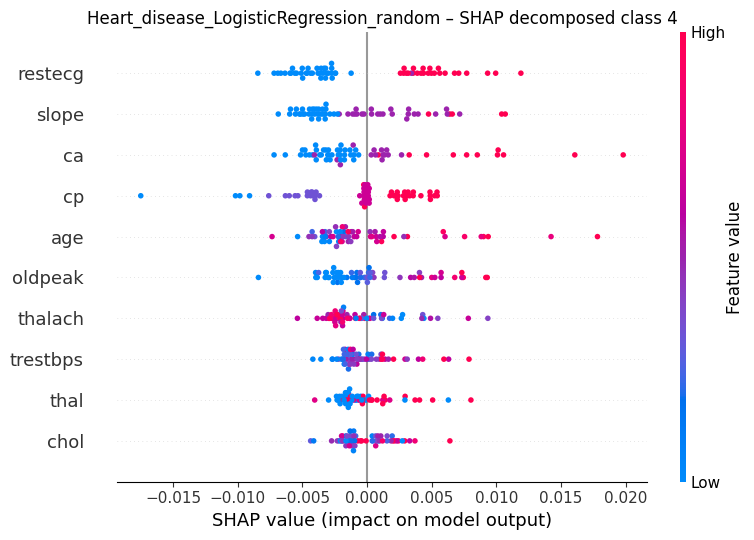 Heart_disease_LogisticRegression_random – SHAP decomposed class 4
High
restecg
slope
ca
cp
age
oldpeak
thalach
trestbps
thal
chol
Feature value
Low
−0.015 −0.010 −0.005 0.000 0.005 0.010 0.015 0.020
SHAP value (impact on model output)